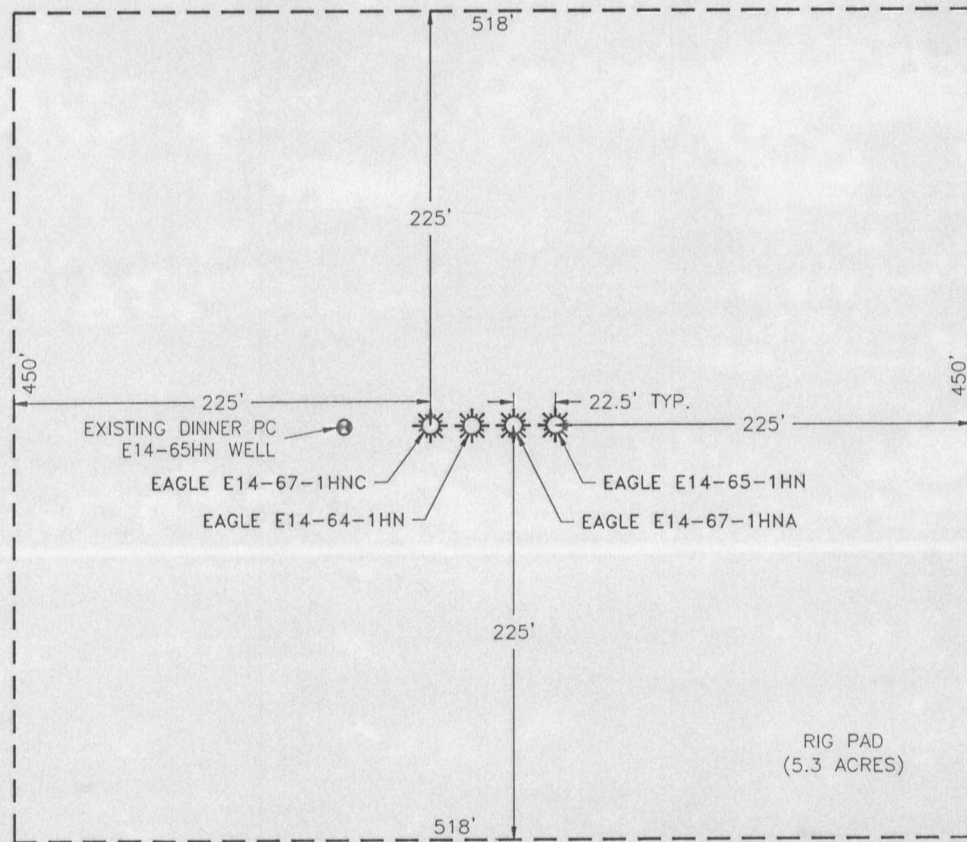 518'
225'
450'
450'
225'
22.5' TYP.
225'
EXISTING DINNER PC
E14-65HN WELL
EAGLE E14-67-1HNC
EAGLE E14-65-1HN
EAGLE E14-64-1HN
EAGLE E14-67-1HNA
225'
RIG PAD
(5.3 ACRES)
518'